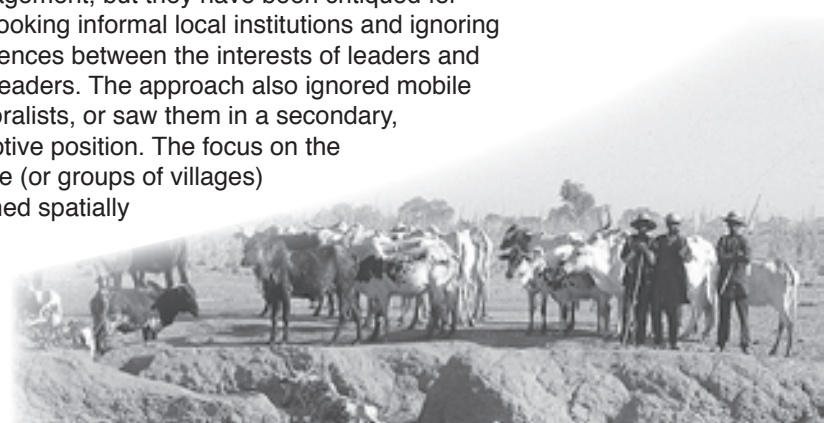 agement, but they have been critiqued for
ooking informal local institutions and ignoring
ences between the interests of leaders and
eaders. The approach also ignored mobile
oralists, or saw them in a secondary,
ptive position. The focus on the
e (or groups of villages)
ned spatially